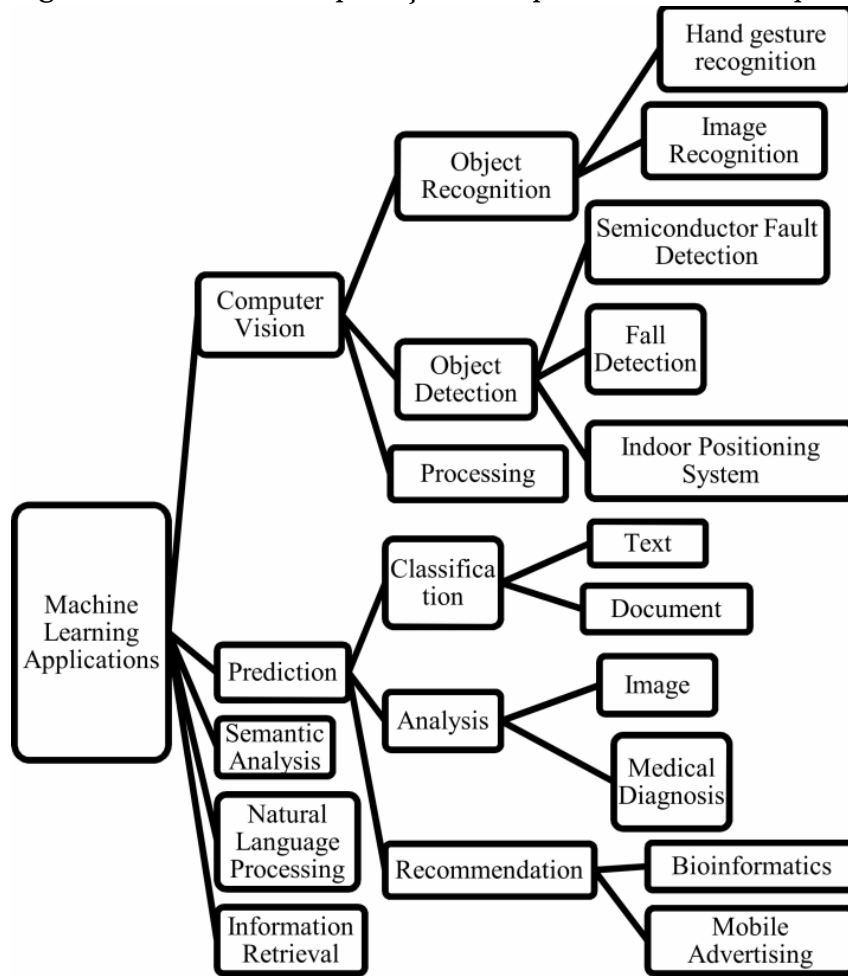 Hand gesture
recognition
Image
Recognition
Object
Recognition
Semiconductor Fault
Detection
Computer
Vision
Fall
Detection
Object
Detection
Indoor Positioning
System
Processing
Machine
Learning
Applications
Classifica
tion
Text
Document
Prediction
Analysis
Image
Medical
Diagnosis
Semantic
Analysis
Natural
Language
Processing
Recommendation
Bioinformatics
Mobile
Advertising
Information
Retrieval